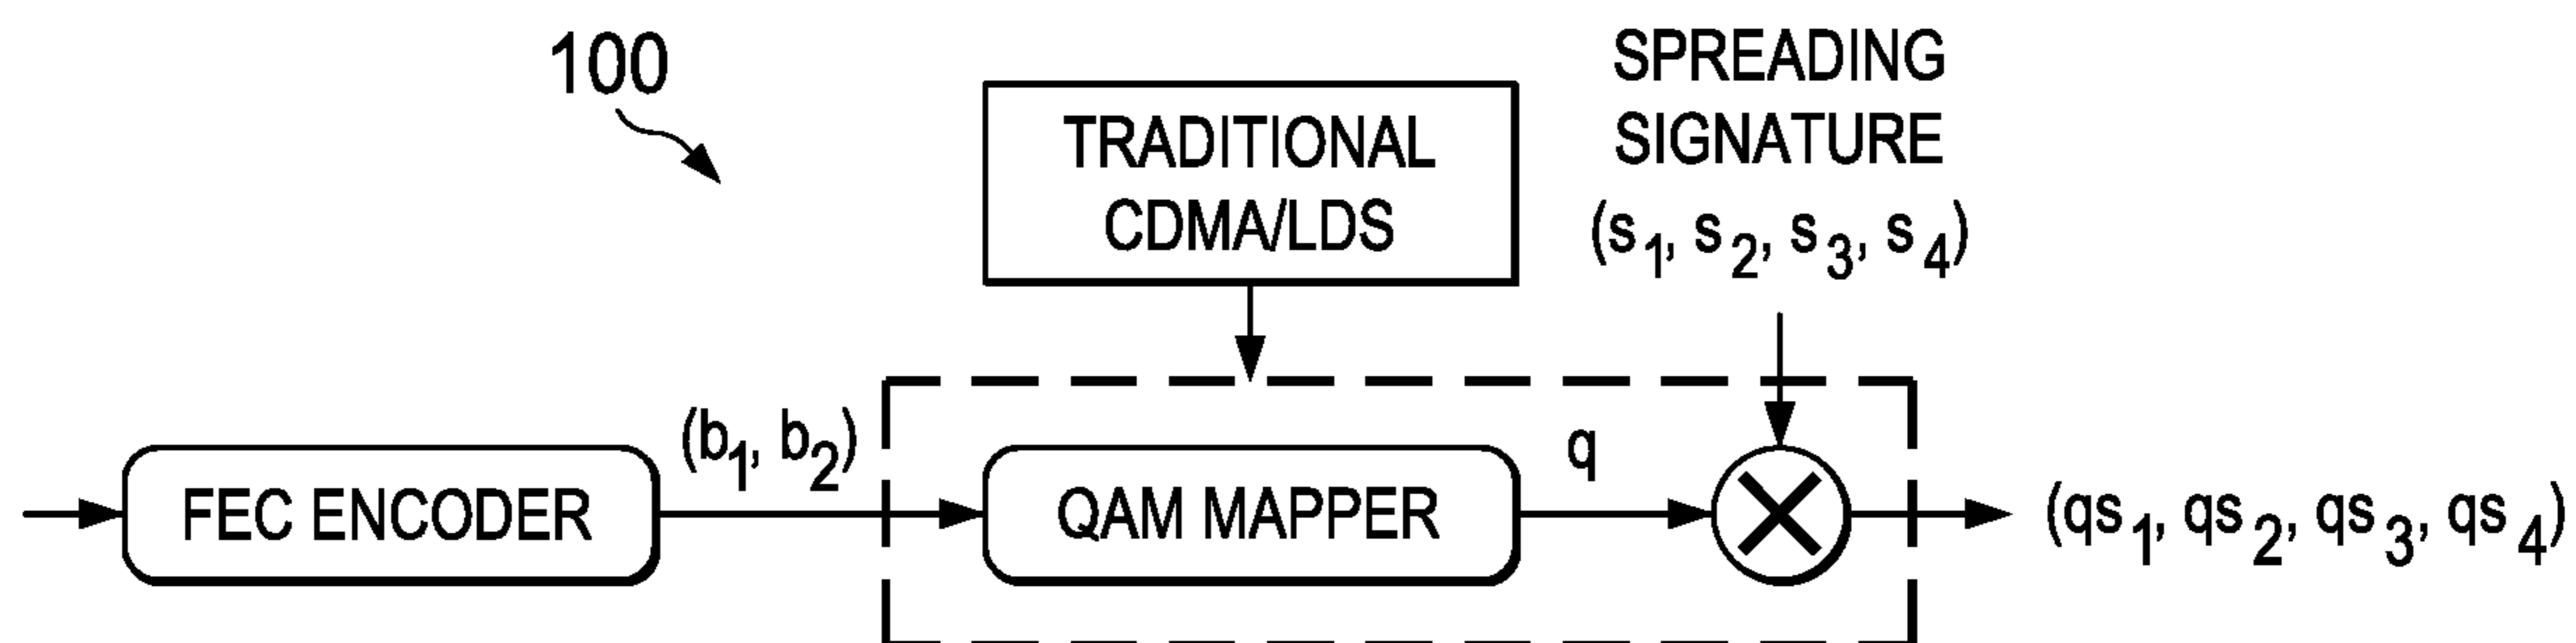 100
TRADITIONAL
CDMA/LDS
SPREADING
SIGNATURE
(s₁, s₂, s₃, s₄)
FEC ENCODER
(b₁, b₂)
QAM MAPPER
q
(qs₁, qs₂, qs₃, qs₄)